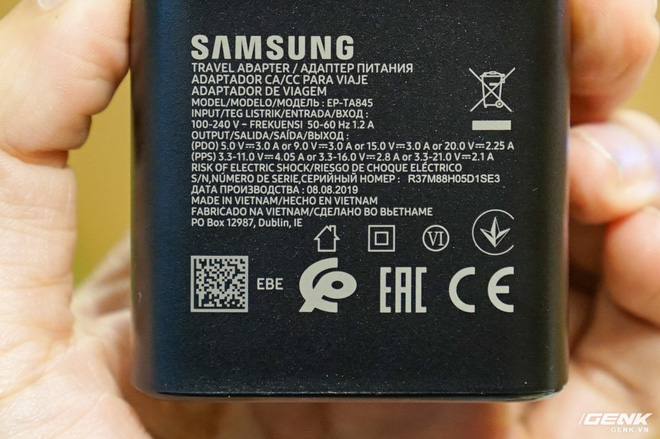 SAMSUNG
TRAVEL ADAPTER / АДАПТЕР ПИТАНИЯ
ADAPTADOR CA/CC PARA VIAJE
ADAPTADOR DE VIAGEM
MODEL/MODELO/МОДЕЛЬ : EP-TA845
INPUT/TEG LISTRIK/ENTRADA/ВХОД :
100-240 V ~ FREKUENSI 50-60 Hz 1.2 A
OUTPUT/SALIDA/SAÍDA/ВЫХОД :
(PDO) 5.0 V⎓3.0 A or 9.0 V⎓3.0 A or 15.0 V⎓3.0 A or 20.0 V⎓2.25 A
(PPS) 3.3-11.0 V⎓4.05 A or 3.3-16.0 V⎓2.8 A or 3.3-21.0 V⎓2.1 A
RISK OF ELECTRIC SHOCK/RIESGO DE CHOQUE ELÉCTRICO
S/N,NÚMERO DE SERIE,СЕРИЙНЫЙ НОМЕР : R37M88H05D1SE3
ДАТА ПРОИЗВОДСТВА : 08.08.2019
MADE IN VIETNAM/HECHO EN VIETNAM
FABRICADO NA VIETNAM/СДЕЛАНО ВО ВЬЕТНАМЕ
PO Box 12987, Dublin, IE
VI
EBE
EAC CE
GENK
GENK.VN